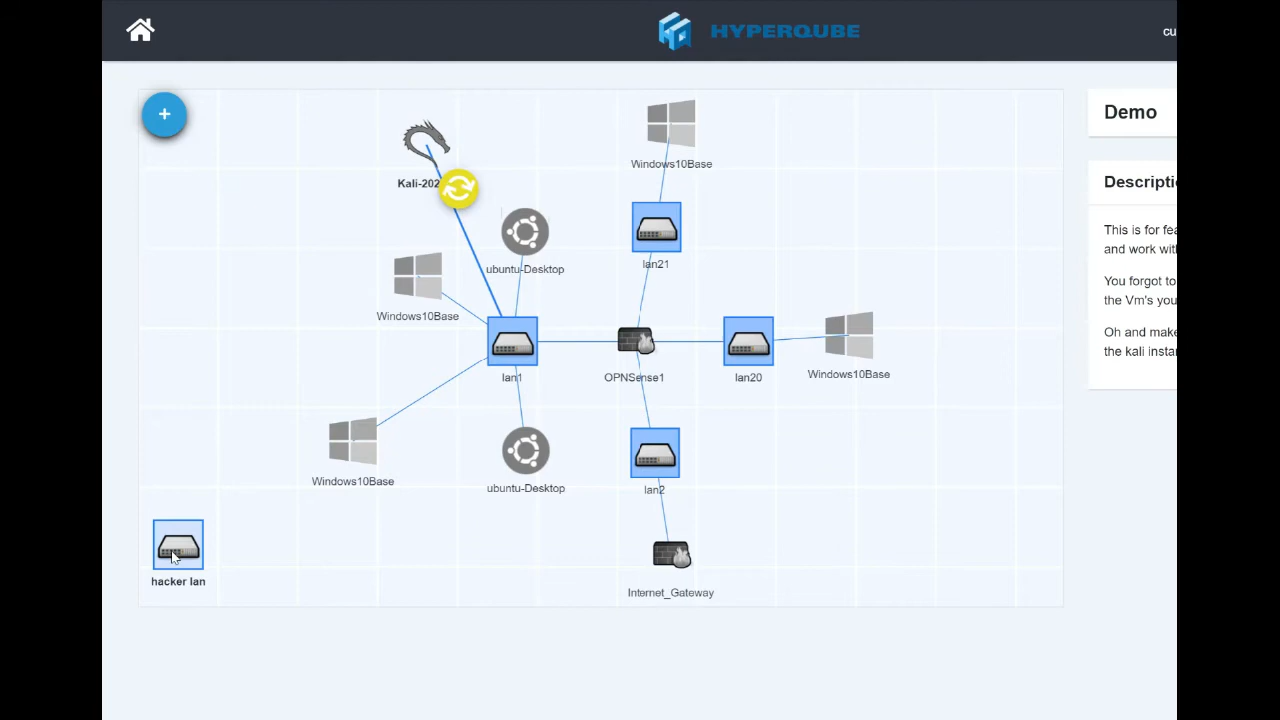 HYPERQUBE
cu
+
Demo
Windows10Base
Kali-202
Descripti
ubuntu-Desktop
lan21
This is for fea
and work with
You forgot to
the Vm's you
Windows10Base
Oh and make
the kali instan
lan1
OPNSense1
lan20
Windows10Base
Windows10Base
ubuntu-Desktop
lan2
hacker lan
Internet_Gateway